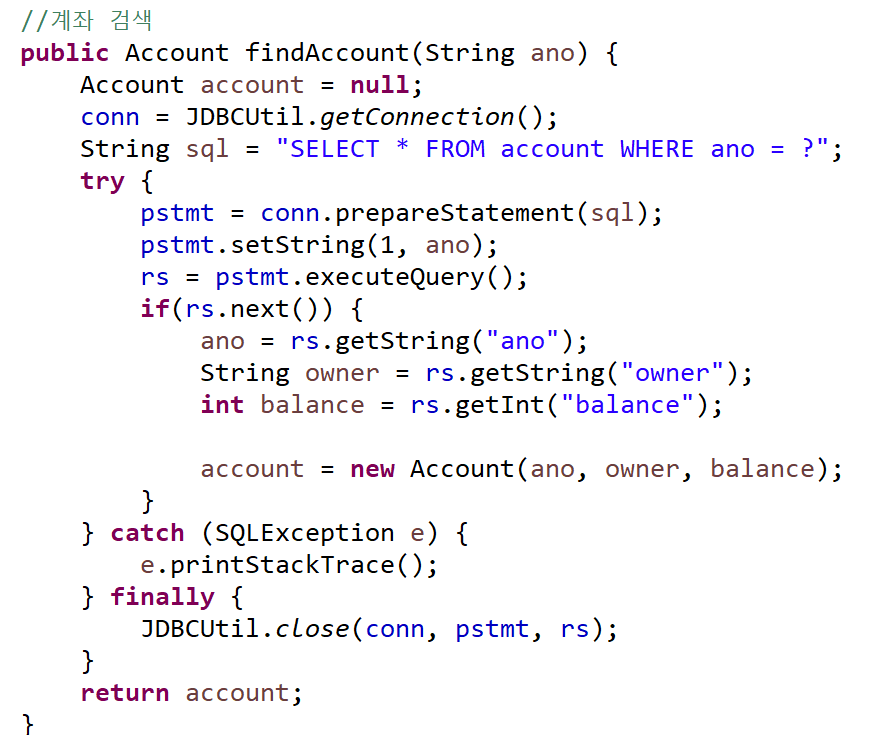 //계좌 검색
public Account findAccount(String ano) {
    Account account = null;
    conn = JDBCUtil.getConnection();
    String sql = "SELECT * FROM account WHERE ano = ?";
    try {
        pstmt = conn.prepareStatement(sql);
        pstmt.setString(1, ano);
        rs = pstmt.executeQuery();
        if(rs.next()) {
            ano = rs.getString("ano");
            String owner = rs.getString("owner");
            int balance = rs.getInt("balance");

            account = new Account(ano, owner, balance);
        }
    } catch (SQLException e) {
        e.printStackTrace();
    } finally {
        JDBCUtil.close(conn, pstmt, rs);
    }
    return account;
}